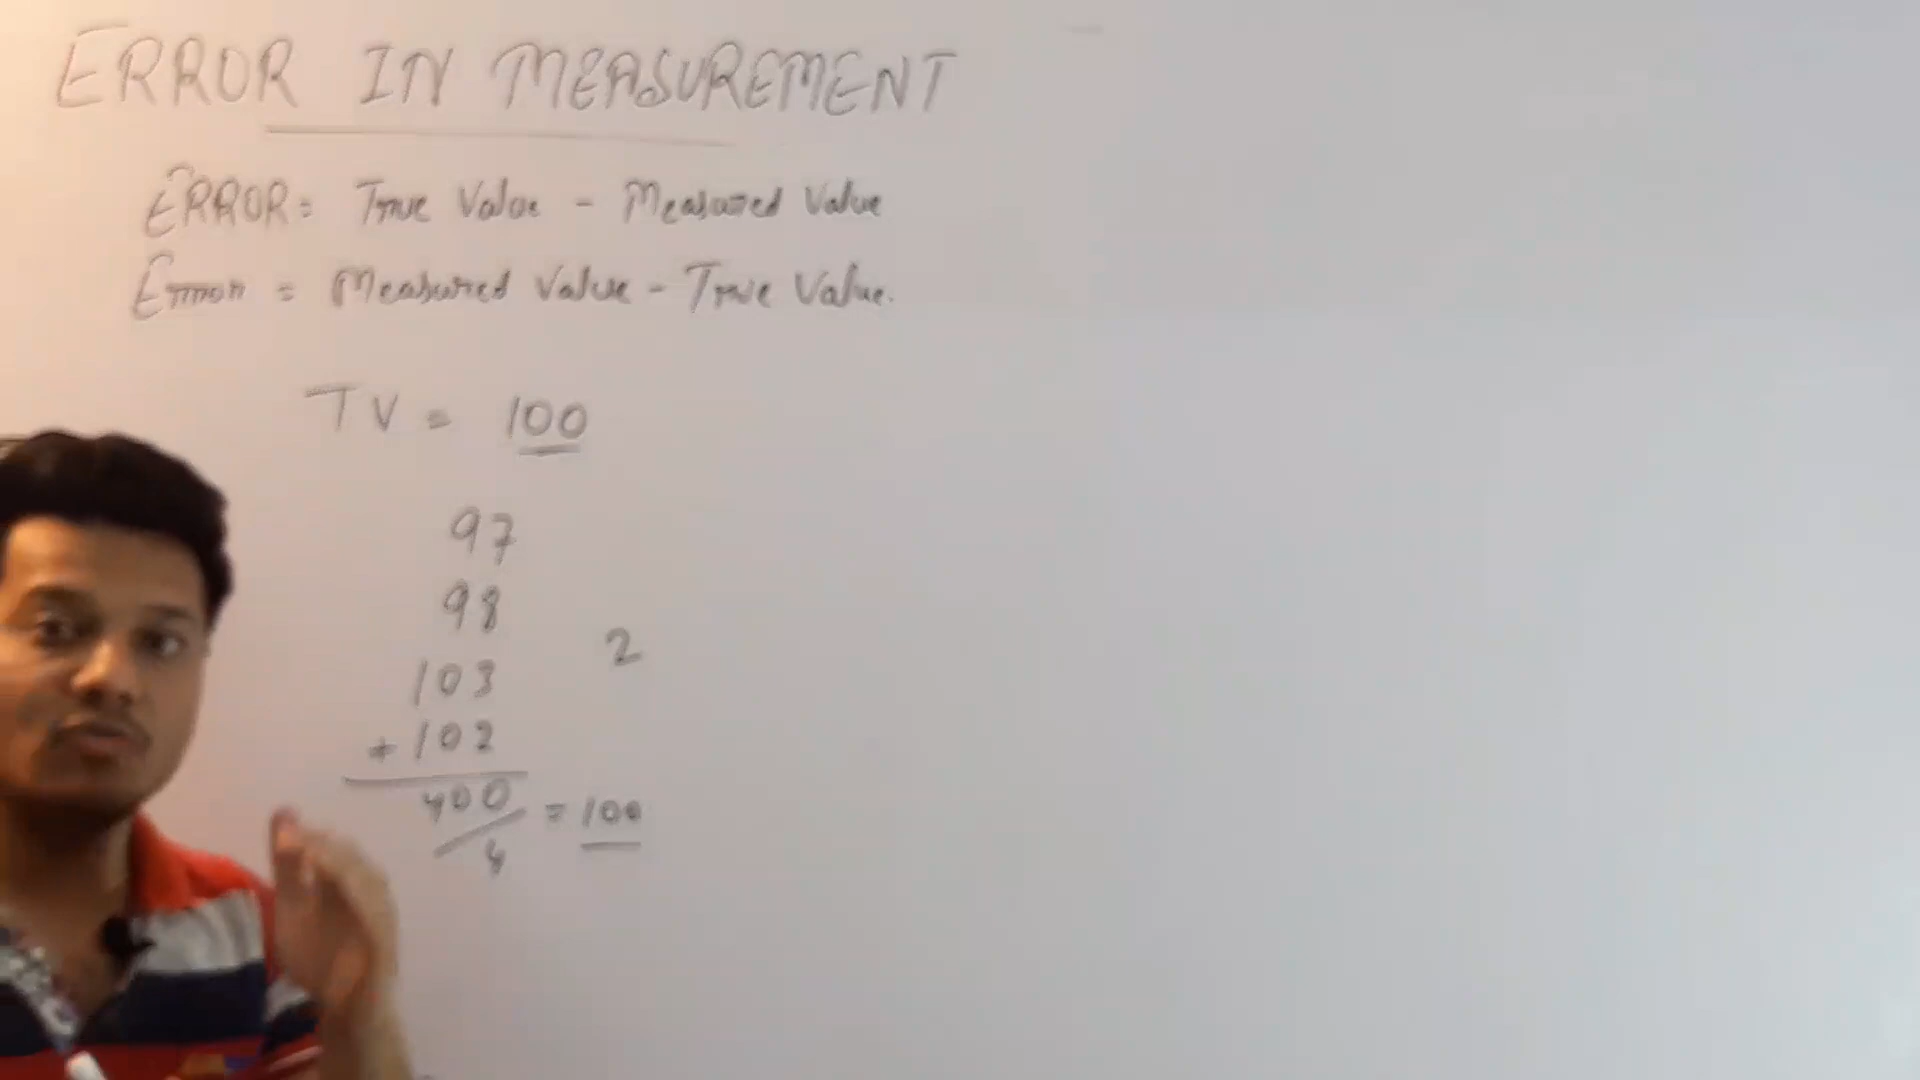 ERROR IN MEASUREMENT
ERROR = True Value - Measured Value
Error = Measured Value - True Value.
TV = 100
97
98
103
2
+ 102
400/4 = 100